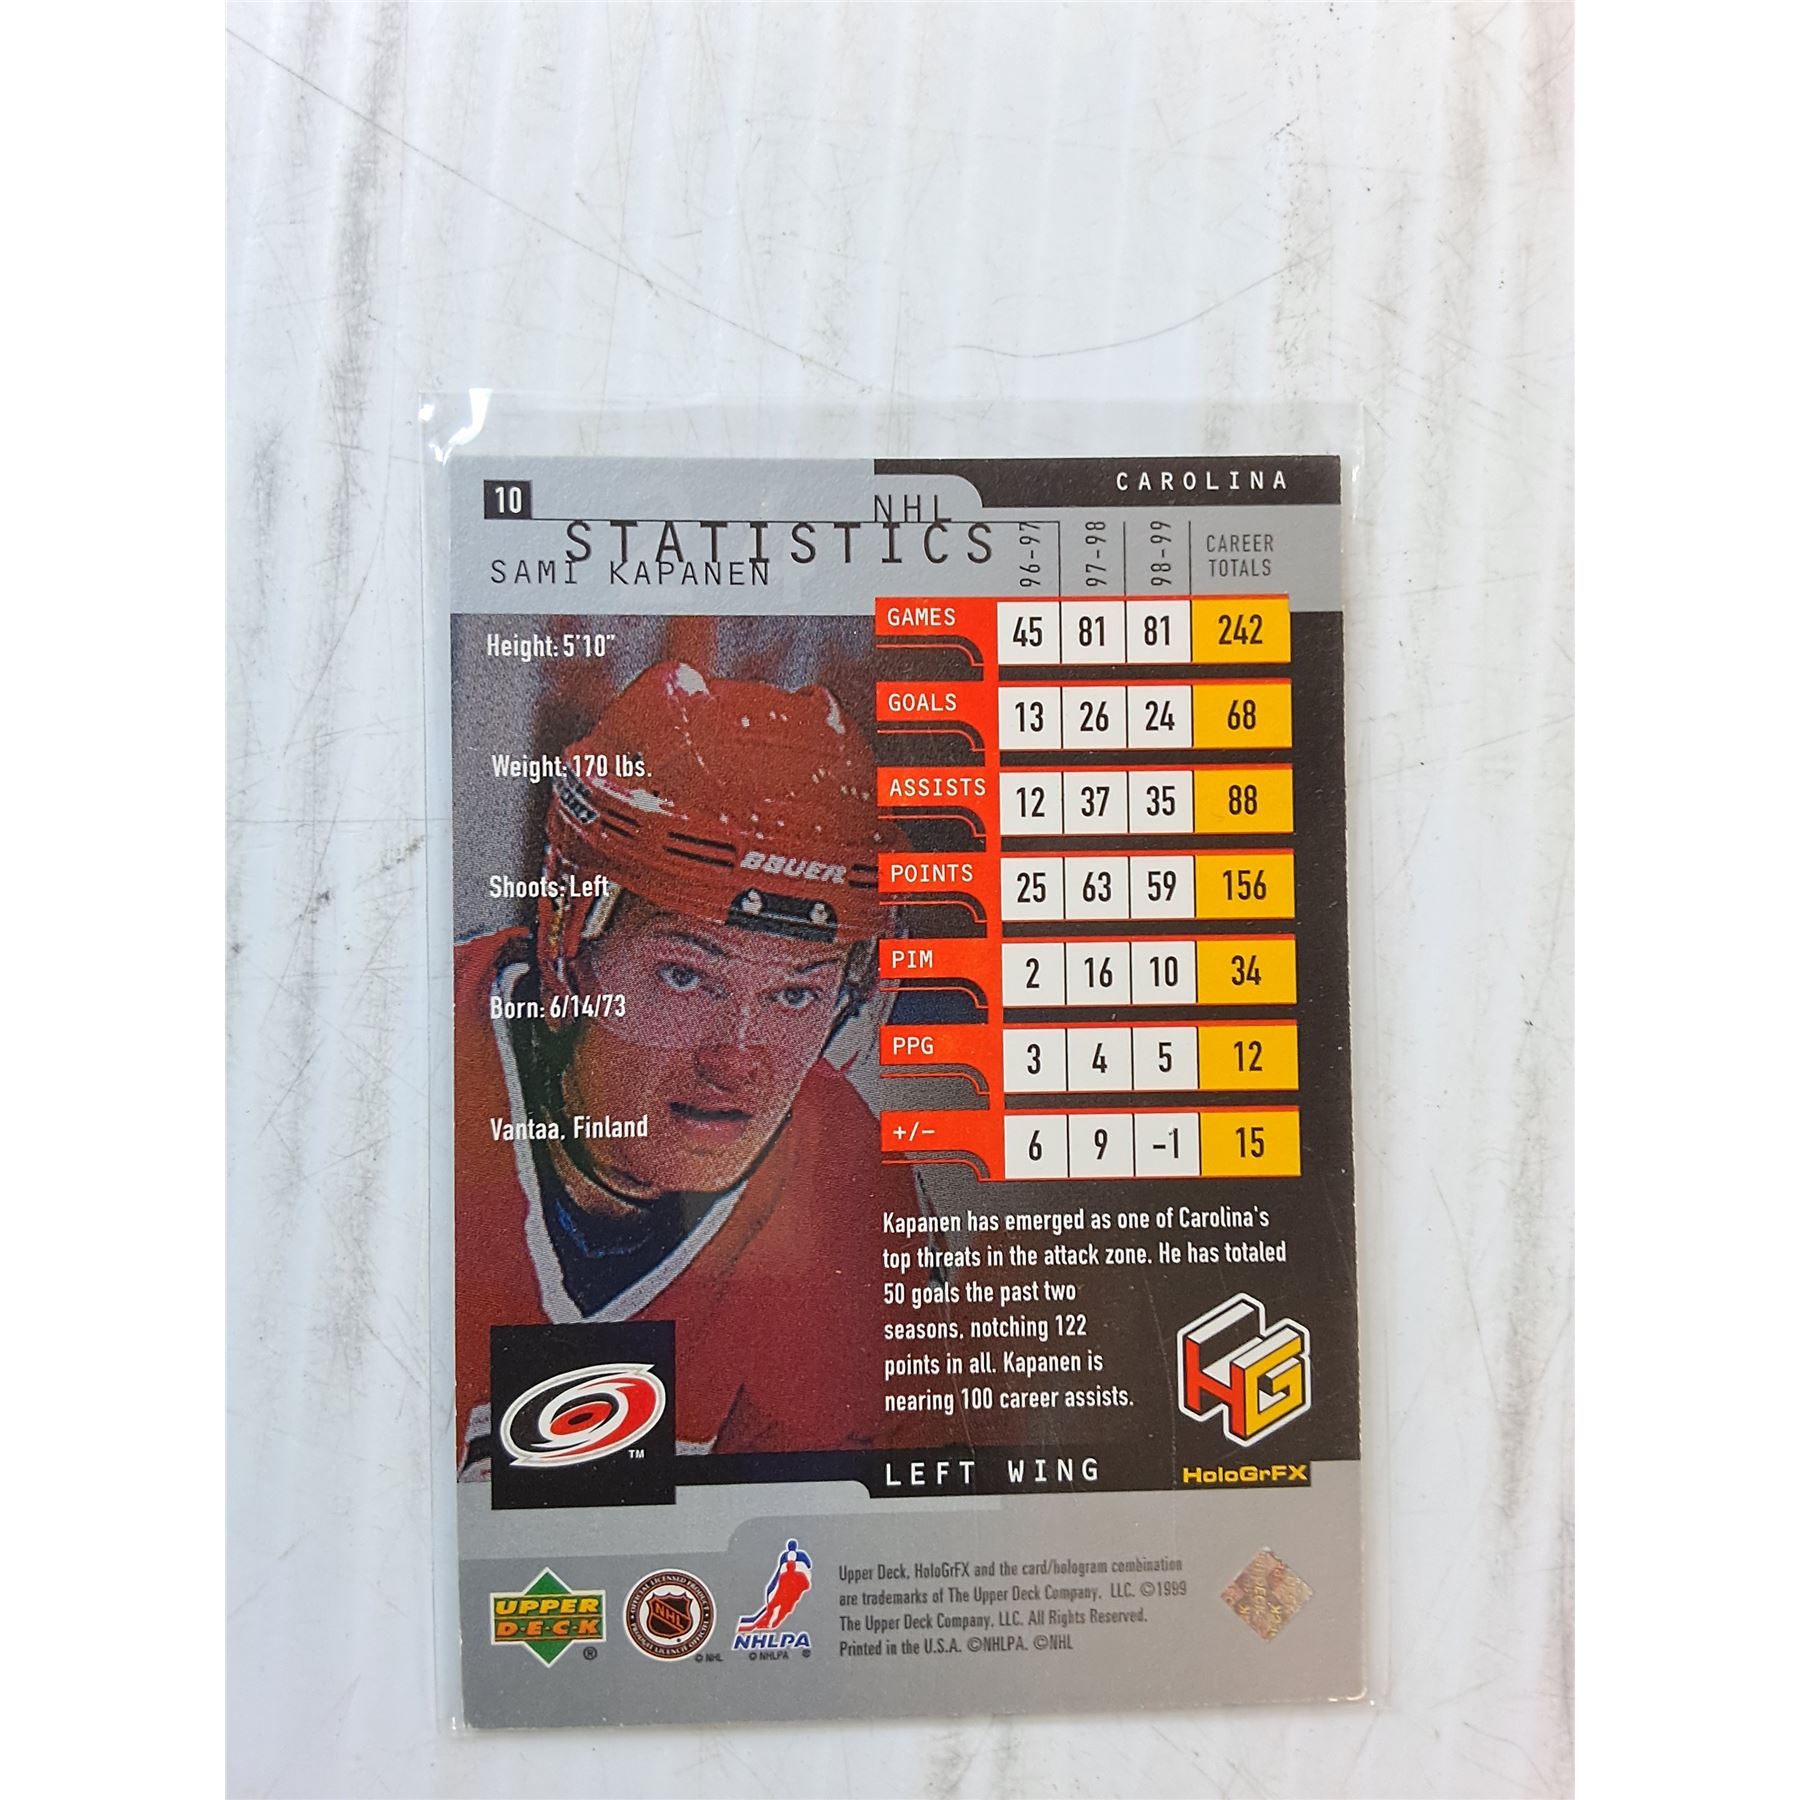 10
CAROLINA
NHL
STATISTICS
SAMI KAPANEN
96-97 97-98 98-99 CAREER TOTALS
Height: 5'10"
Weight: 170 lbs.
Shoots: Left
Born: 6/14/73
Vantaa, Finland
BAUER
GAMES 45 81 81 242
GOALS 13 26 24 68
ASSISTS 12 37 35 88
POINTS 25 63 59 156
PIM 2 16 10 34
PPG 3 4 5 12
+/- 6 9 -1 15
Kapanen has emerged as one of Carolina's
top threats in the attack zone. He has totaled
50 goals the past two
seasons, notching 122
points in all. Kapanen is
nearing 100 career assists.
HG
HoloGrFX
TM
LEFT WING
UPPER
D·E·C·K
®
NHL
© NHL
NHLPA
© NHLPA ®
Upper Deck, HoloGrFX and the card/hologram combination
are trademarks of The Upper Deck Company, LLC. ©1999
The Upper Deck Company, LLC. All Rights Reserved.
Printed in the U.S.A. ©NHLPA. ©NHL